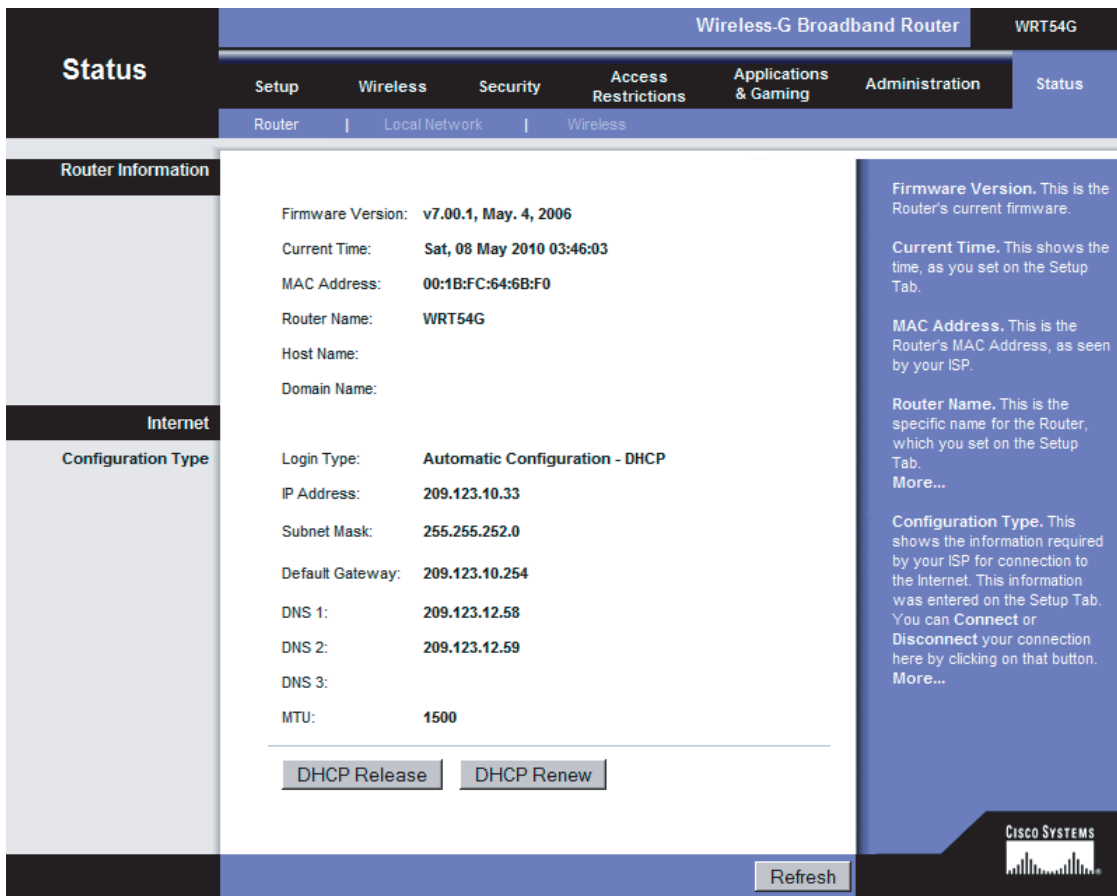 Wireless-G Broadband Router
WRT54G
Status
Setup
Wireless
Security
Access
Restrictions
Applications
& Gaming
Administration
Status
Router | Local Network | Wireless
Router Information
Firmware Version: v7.00.1, May. 4, 2006
Current Time: Sat, 08 May 2010 03:46:03
MAC Address: 00:1B:FC:64:6B:F0
Router Name: WRT54G
Host Name:
Domain Name:
Internet
Configuration Type
Login Type: Automatic Configuration - DHCP
IP Address: 209.123.10.33
Subnet Mask: 255.255.252.0
Default Gateway: 209.123.10.254
DNS 1: 209.123.12.58
DNS 2: 209.123.12.59
DNS 3:
MTU: 1500
DHCP Release
DHCP Renew
Firmware Version. This is the
Router's current firmware.
Current Time. This shows the
time, as you set on the Setup
Tab.
MAC Address. This is the
Router's MAC Address, as seen
by your ISP.
Router Name. This is the
specific name for the Router,
which you set on the Setup
Tab.
More...
Configuration Type. This
shows the information required
by your ISP for connection to
the Internet. This information
was entered on the Setup Tab.
You can Connect or
Disconnect your connection
here by clicking on that button.
More...
Refresh
CISCO SYSTEMS